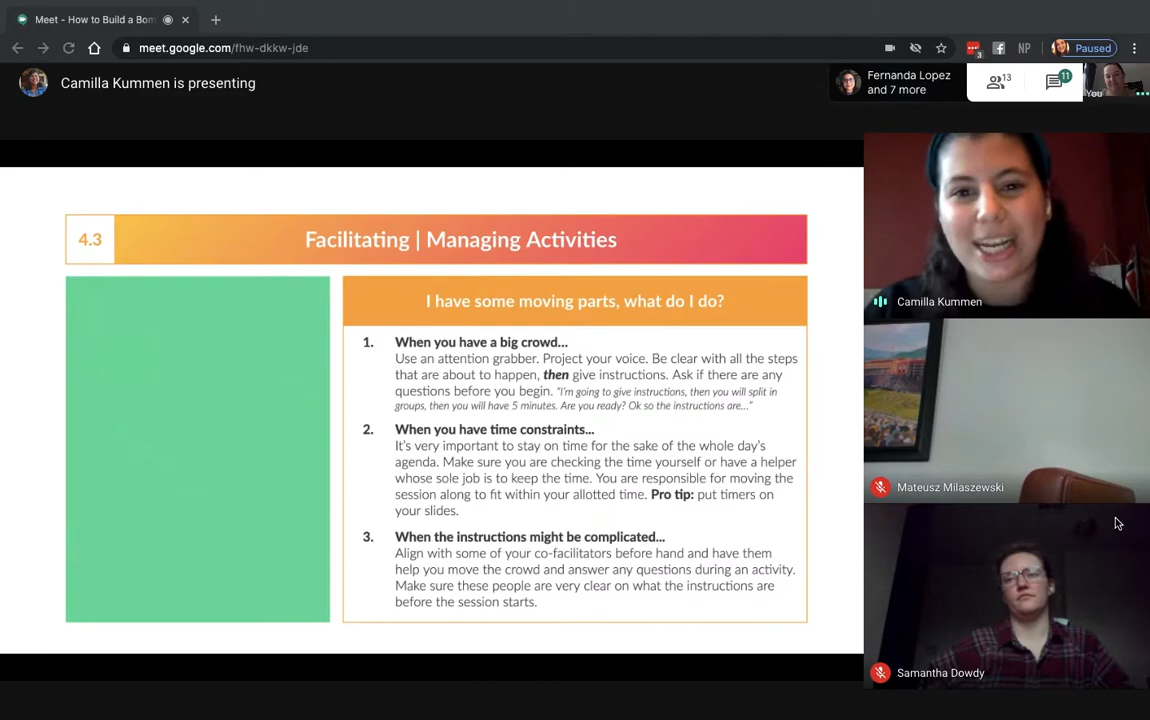 Meet - How to Build a Bom
meet.google.com/fhw-dkkw-jde
3
NP
Paused
Camilla Kummen is presenting
Fernanda Lopez
and 7 more
13
11
You
4.3
Facilitating | Managing Activities
I have some moving parts, what do I do?
1. When you have a big crowd...
Use an attention grabber. Project your voice. Be clear with all the steps
that are about to happen, then give instructions. Ask if there are any
questions before you begin. "I'm going to give instructions, then you will split in
groups, then you will have 5 minutes. Are you ready? Ok so the instructions are..."
2. When you have time constraints...
It's very important to stay on time for the sake of the whole day's
agenda. Make sure you are checking the time yourself or have a helper
whose sole job is to keep the time. You are responsible for moving the
session along to fit within your allotted time. Pro tip: put timers on
your slides.
3. When the instructions might be complicated...
Align with some of your co-facilitators before hand and have them
help you move the crowd and answer any questions during an activity.
Make sure these people are very clear on what the instructions are
before the session starts.
Camilla Kummen
Mateusz Milaszewski
Samantha Dowdy